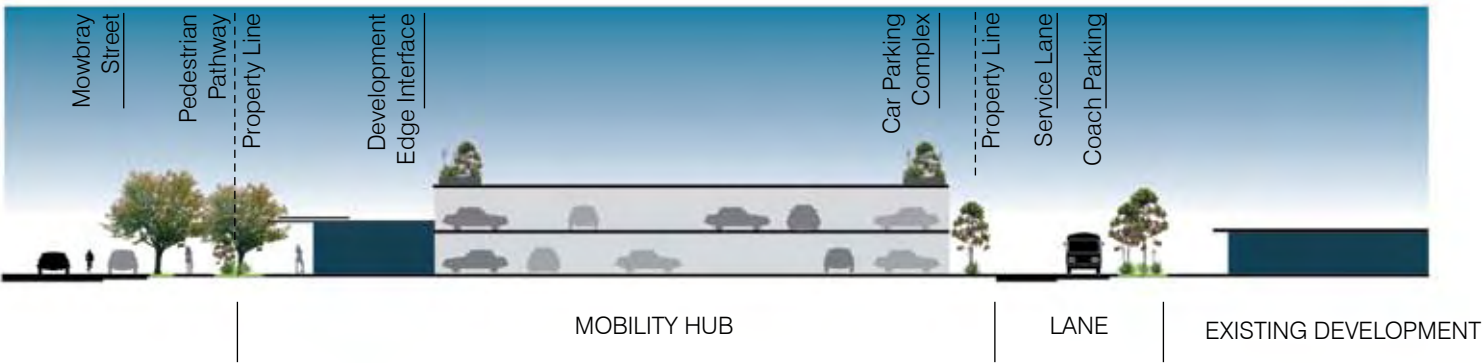 Mowbray
Street
Pedestrian
Pathway
Property Line
Development
Edge Interface
Car Parking
Complex
Property Line
Service Lane
Coach Parking
MOBILITY HUB
LANE
EXISTING DEVELOPMENT